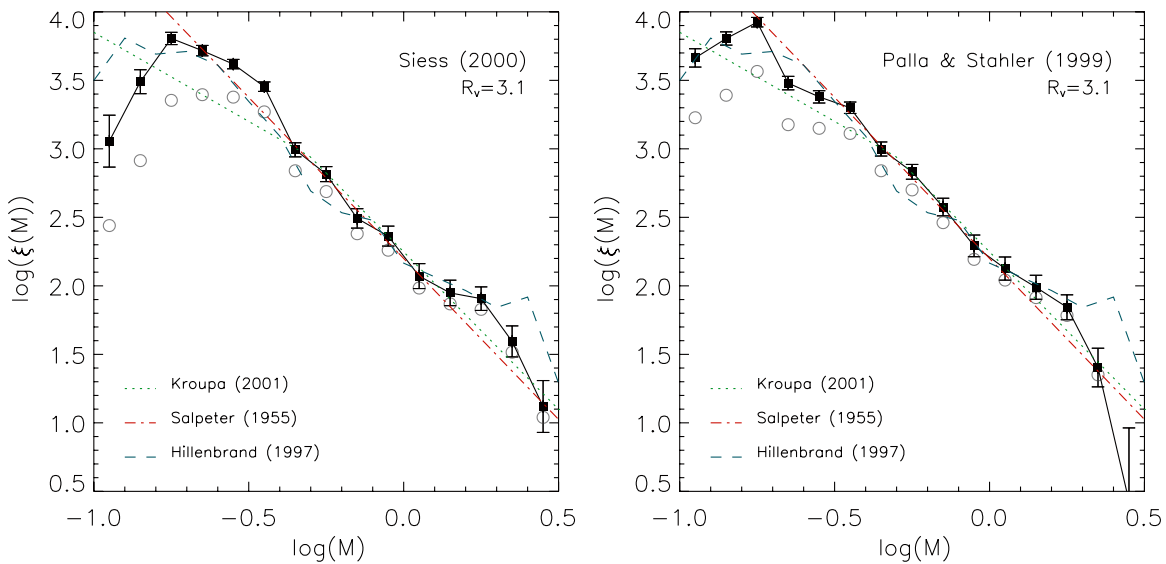 4.0
3.5
3.0
2.5
2.0
1.5
1.0
0.5
log(ξ(M))
Siess (2000)
Rv=3.1
Kroupa (2001)
Salpeter (1955)
Hillenbrand (1997)
−1.0 −0.5 0.0 0.5
log(M)
4.0
3.5
3.0
2.5
2.0
1.5
1.0
0.5
log(ξ(M))
Palla & Stahler (1999)
Rv=3.1
Kroupa (2001)
Salpeter (1955)
Hillenbrand (1997)
−1.0 −0.5 0.0 0.5
log(M)